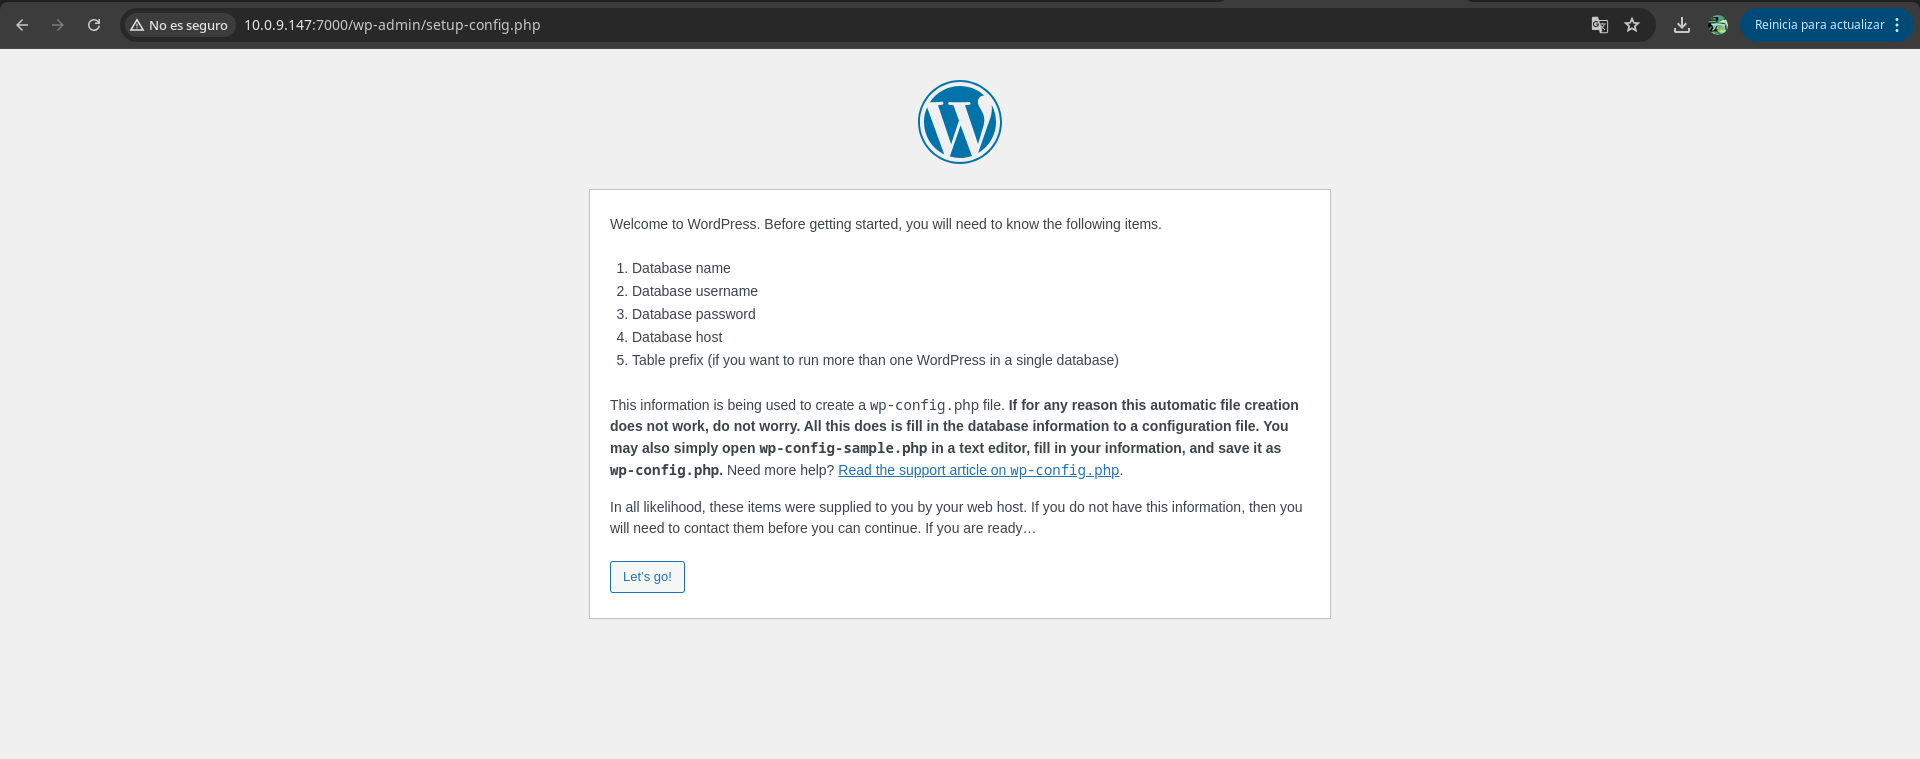 No es seguro
10.0.9.147:7000/wp-admin/setup-config.php
Reinicia para actualizar
Welcome to WordPress. Before getting started, you will need to know the following items.
1. Database name
2. Database username
3. Database password
4. Database host
5. Table prefix (if you want to run more than one WordPress in a single database)
This information is being used to create a wp-config.php file. If for any reason this automatic file creation
does not work, do not worry. All this does is fill in the database information to a configuration file. You
may also simply open wp-config-sample.php in a text editor, fill in your information, and save it as
wp-config.php. Need more help? Read the support article on wp-config.php.
In all likelihood, these items were supplied to you by your web host. If you do not have this information, then you
will need to contact them before you can continue. If you are ready…
Let's go!